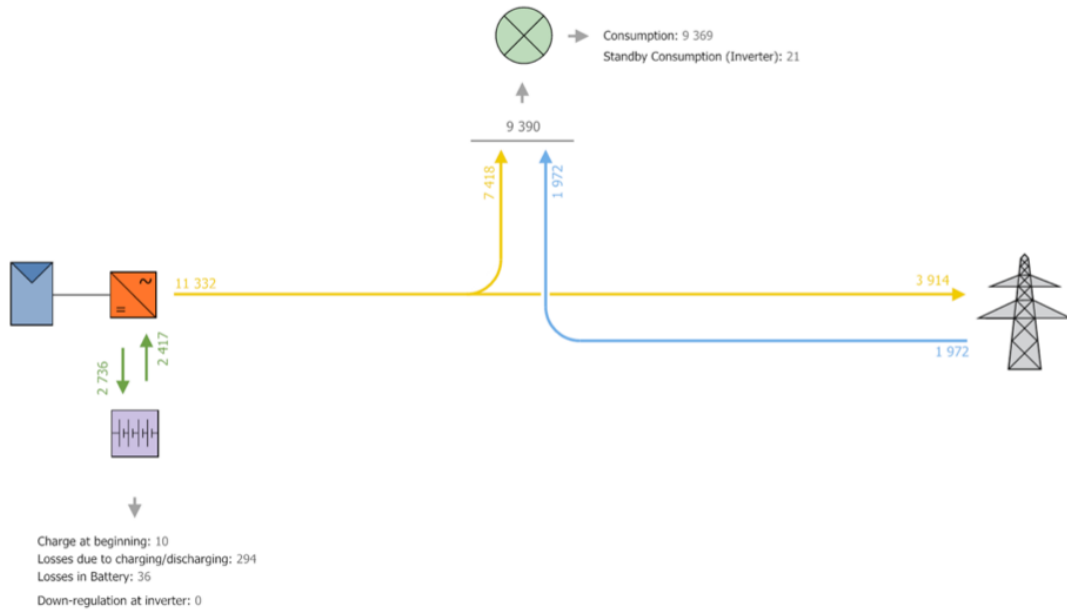 Consumption: 9 369
Standby Consumption (Inverter): 21
9 390
7 418
1 972
11 332
3 914
1 972
2 736
2 417
Charge at beginning: 10
Losses due to charging/discharging: 294
Losses in Battery: 36
Down-regulation at inverter: 0